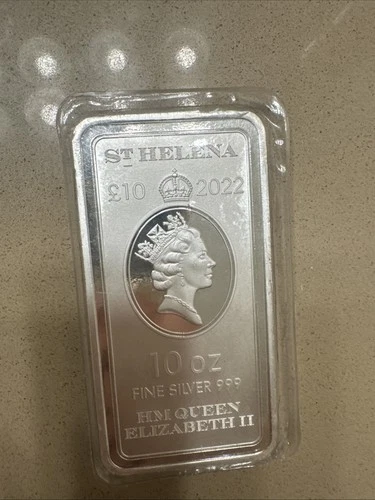 ST HELENA
£10 2022
10 oz
FINE SILVER 999
HM QUEEN
ELIZABETH II